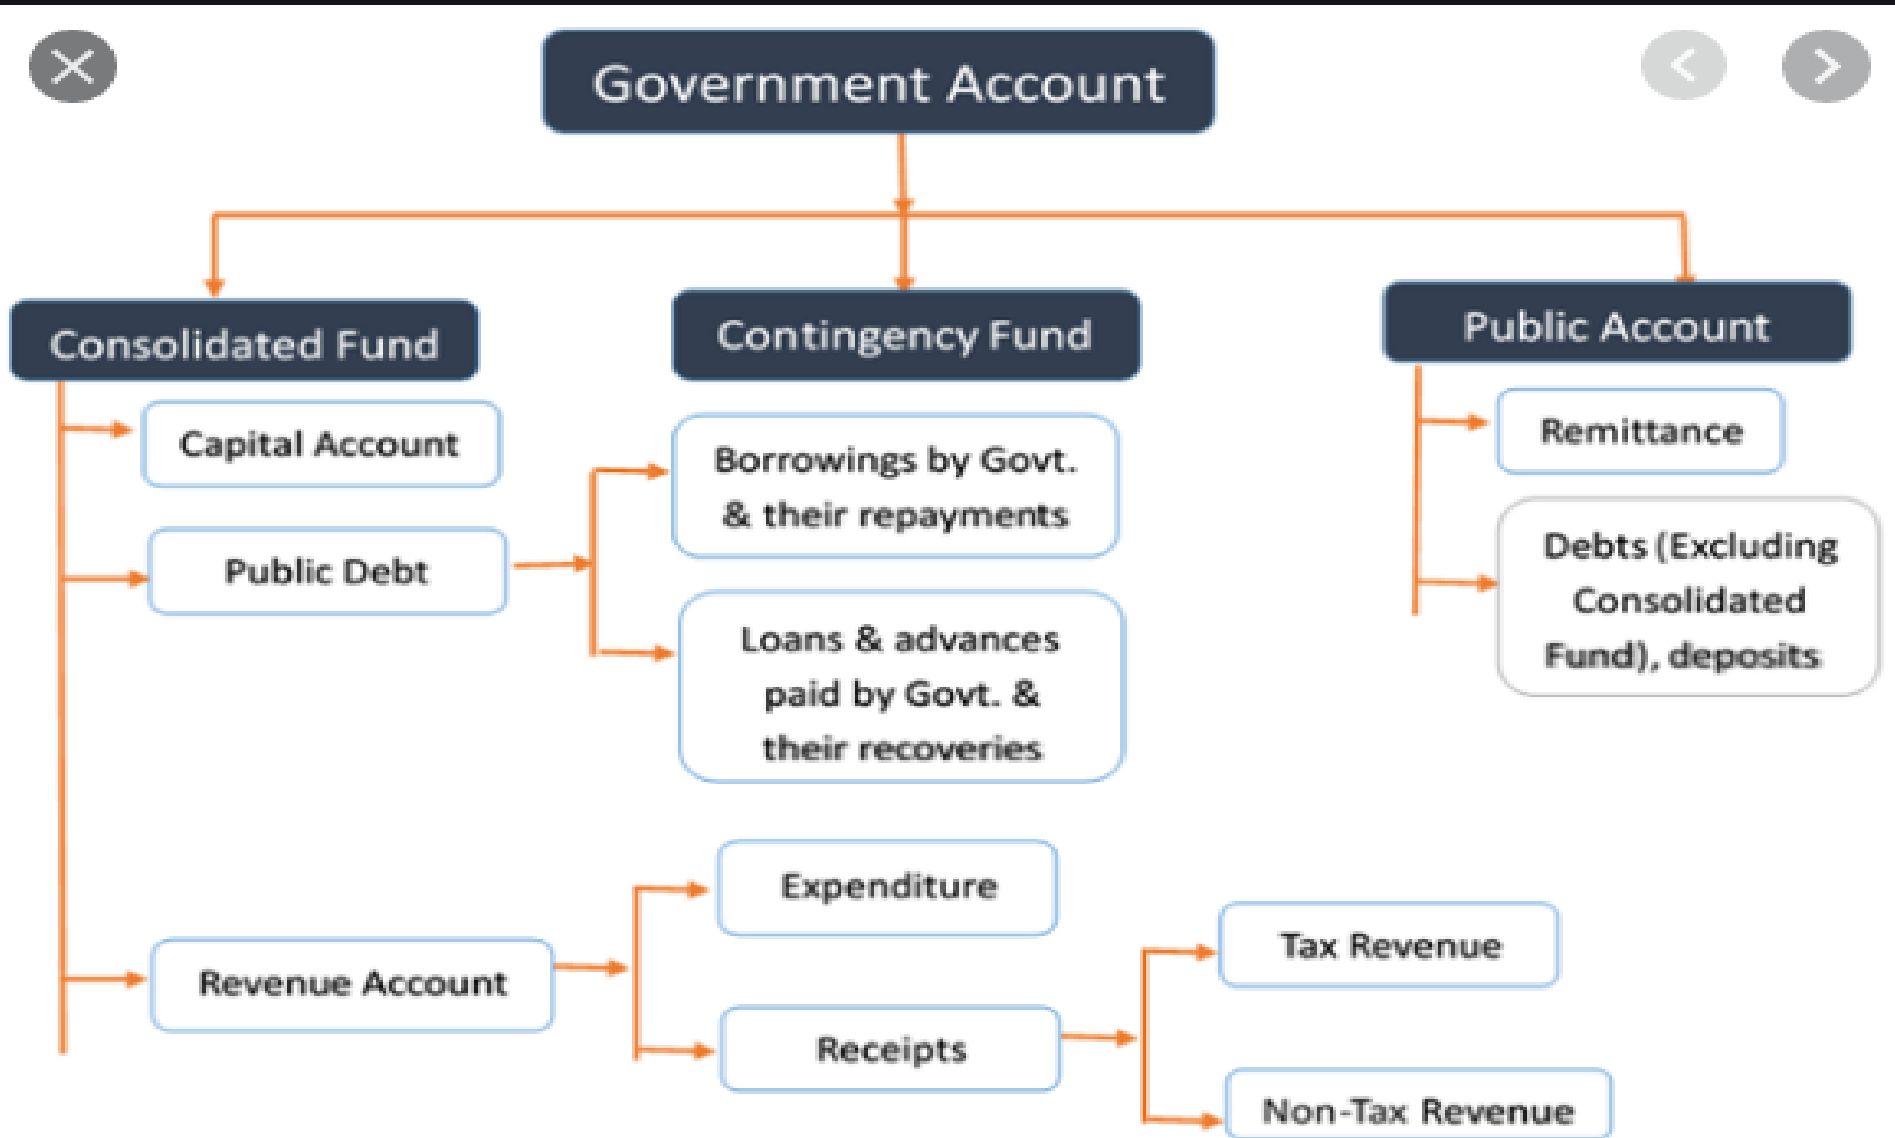 Government Account
Consolidated Fund
Contingency Fund
Public Account
Capital Account
Public Debt
Borrowings by Govt.
& their repayments
Loans & advances
paid by Govt. &
their recoveries
Remittance
Debts (Excluding
Consolidated
Fund), deposits
Revenue Account
Expenditure
Receipts
Tax Revenue
Non-Tax Revenue